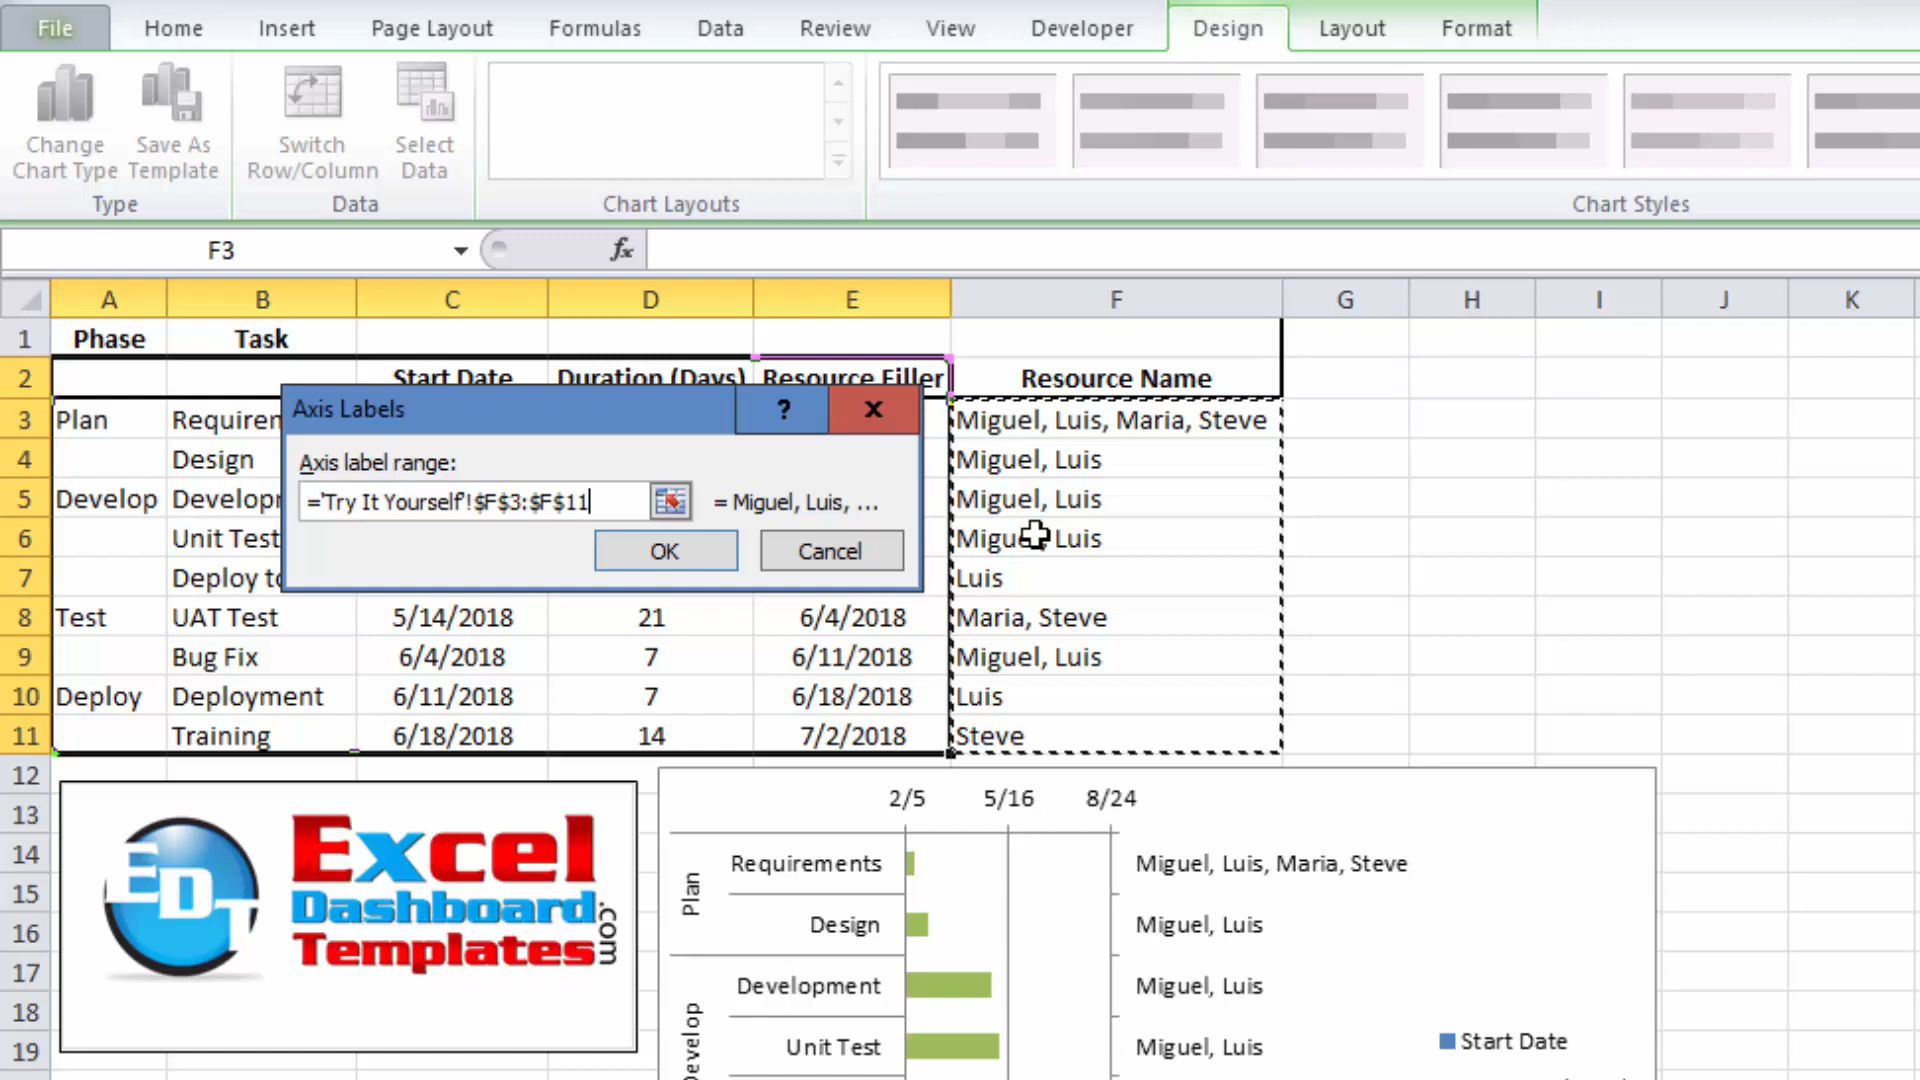 File Home Insert Page Layout Formulas Data Review View Developer Design Layout Format
Change Chart Type
Save As Template
Switch Row/Column
Select Data
Type Data Chart Layouts Chart Styles
F3 fx
A B C D E F G H I J K
1 Phase Task
2 Start Date Duration (Days) Resource Filler Resource Name
Axis Labels ? x
Axis label range:
='Try It Yourself'!$F$3:$F$11 = Miguel, Luis, ...
OK Cancel
3 Plan Requiren Miguel, Luis, Maria, Steve
4 Design Miguel, Luis
5 Develop Developr Miguel, Luis
6 Unit Test Luis
7 Deploy to Luis
8 Test UAT Test 5/14/2018 21 6/4/2018 Maria, Steve
9 Bug Fix 6/4/2018 7 6/11/2018 Miguel, Luis
10 Deploy Deployment 6/11/2018 7 6/18/2018 Luis
11 Training 6/18/2018 14 7/2/2018 Steve
12
13
14
15
16
17
18
19
EDT
Excel
Dashboard
Templates
.com
2/5 5/16 8/24
Plan
Requirements Miguel, Luis, Maria, Steve
Design Miguel, Luis
Develop
Development Miguel, Luis
Unit Test Miguel, Luis
Start Date